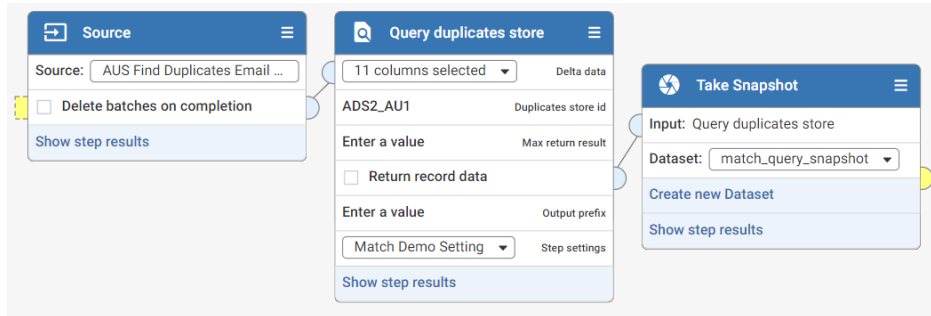 Source
Source: AUS Find Duplicates Email ...
Delete batches on completion
Show step results
Query duplicates store
11 columns selected Delta data
ADS2_AU1 Duplicates store id
Enter a value Max return result
Return record data
Enter a value Output prefix
Match Demo Setting Step settings
Show step results
Take Snapshot
Input: Query duplicates store
Dataset: match_query_snapshot
Create new Dataset
Show step results